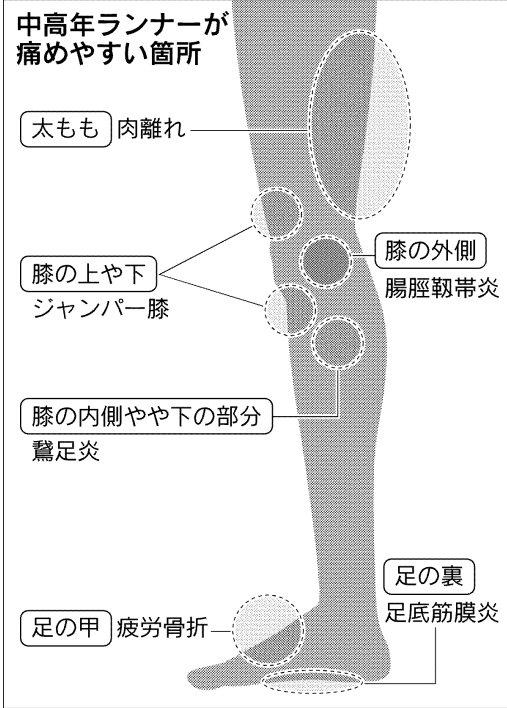 中高年ランナーが
痛めやすい箇所
太もも 肉離れ
膝の外側
腸脛靱帯炎
膝の上や下
ジャンパー膝
膝の内側やや下の部分
鵞足炎
足の裏
足底筋膜炎
足の甲 疲労骨折